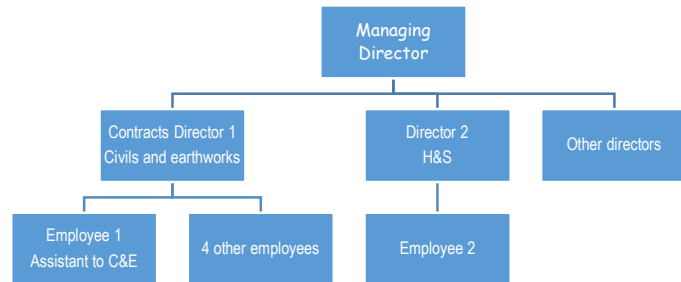 Managing
Director
Contracts Director 1
Civils and earthworks
Director 2
H&S
Other directors
Employee 1
Assistant to C&E
4 other employees
Employee 2